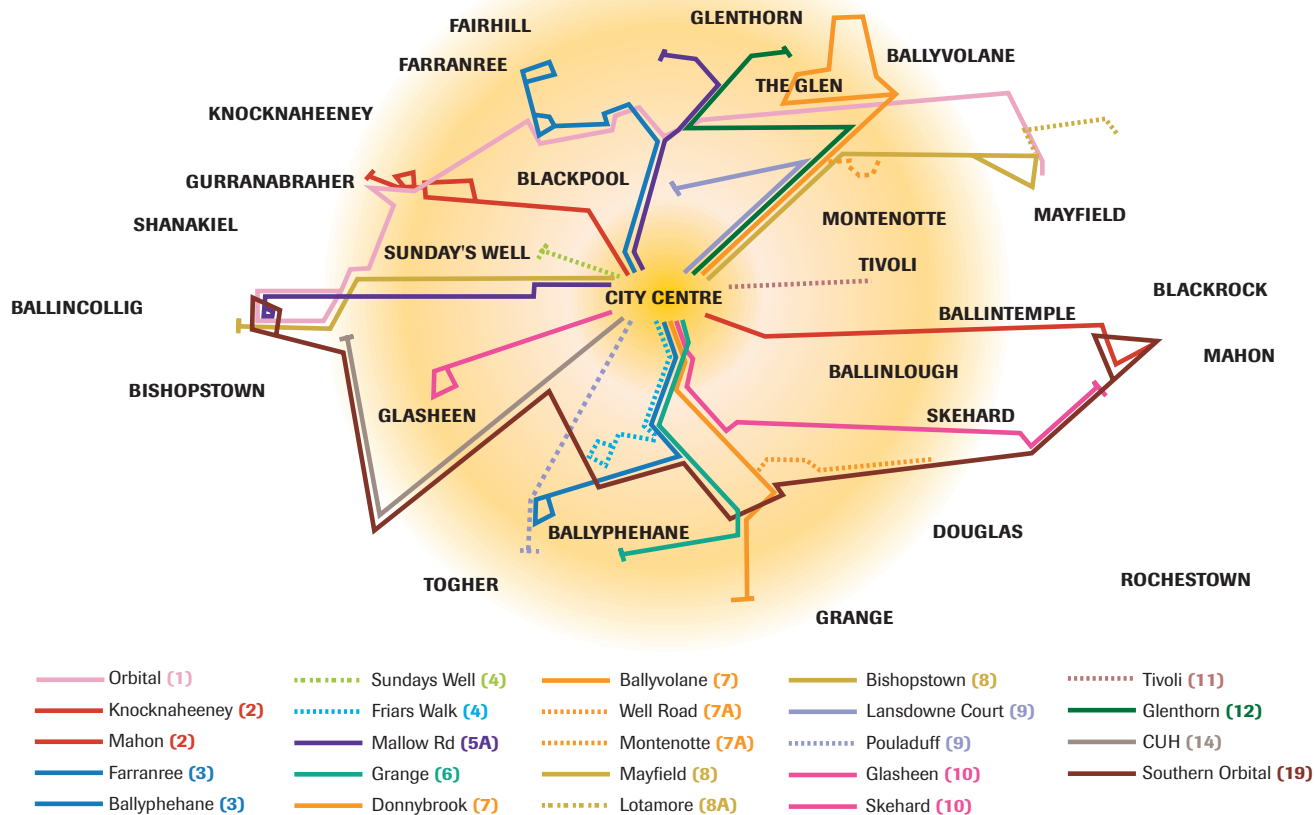 GLENTHORN
FAIRHILL
BALLYVOLANE
FARRANREE
THE GLEN
KNOCKNAHEENEY
GURRANABRAHER
BLACKPOOL
MONTENOTTE
MAYFIELD
SHANAKIEL
SUNDAY'S WELL
TIVOLI
BLACKROCK
CITY CENTRE
BALLINCOLLIG
BALLINTEMPLE
MAHON
BALLINLOUGH
BISHOPSTOWN
GLASHEEN
SKEHARD
BALLYPHEHANE
DOUGLAS
TOGHER
ROCHESTOWN
GRANGE
Orbital (1)
Knocknaheeney (2)
Mahon (2)
Farranree (3)
Ballyphehane (3)
Sundays Well (4)
Friars Walk (4)
Mallow Rd (5A)
Grange (6)
Donnybrook (7)
Ballyvolane (7)
Well Road (7A)
Montenotte (7A)
Mayfield (8)
Lotamore (8A)
Bishopstown (8)
Lansdowne Court (9)
Pouladuff (9)
Glasheen (10)
Skehard (10)
Tivoli (11)
Glenthorn (12)
CUH (14)
Southern Orbital (19)